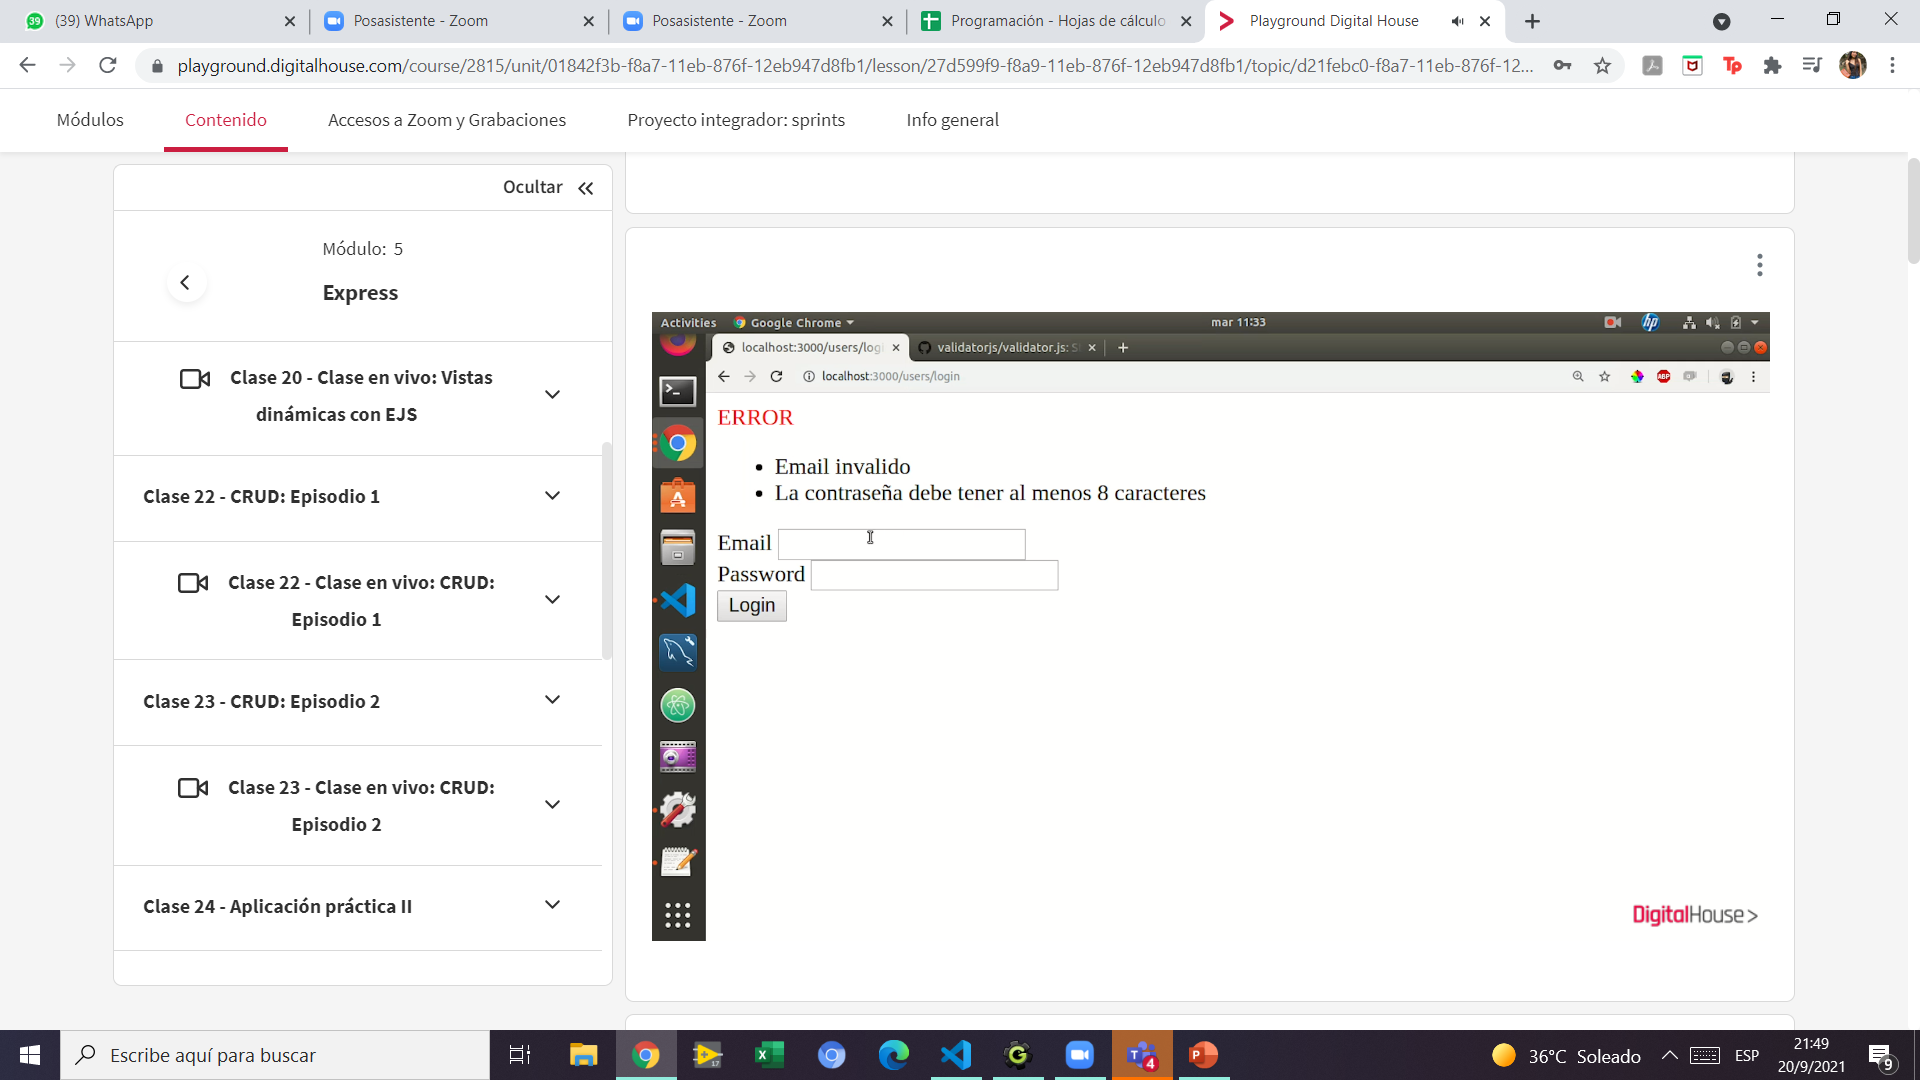 (39) WhatsApp
Posasistente - Zoom
Posasistente - Zoom
Programación - Hojas de cálculo
Playground Digital House
playground.digitalhouse.com/course/2815/unit/01842f3b-f8a7-11eb-876f-12eb947d8fb1/lesson/27d599f9-f8a9-11eb-876f-12eb947d8fb1/topic/d21febc0-f8a7-11eb-876f-12...
Módulos
Contenido
Accesos a Zoom y Grabaciones
Proyecto integrador: sprints
Info general
Ocultar
Módulo: 5
Express
Clase 20 - Clase en vivo: Vistas
dinámicas con EJS
Clase 22 - CRUD: Episodio 1
Clase 22 - Clase en vivo: CRUD:
Episodio 1
Clase 23 - CRUD: Episodio 2
Clase 23 - Clase en vivo: CRUD:
Episodio 2
Clase 24 - Aplicación práctica II
Activities
Google Chrome
mar 11:33
localhost:3000/users/logi
validatorjs/validator.js: S
localhost:3000/users/login
ERROR
• Email invalido
• La contraseña debe tener al menos 8 caracteres
Email
Password
Login
DigitalHouse>
Escribe aquí para buscar
36°C Soleado
ESP
21:49
20/9/2021
9